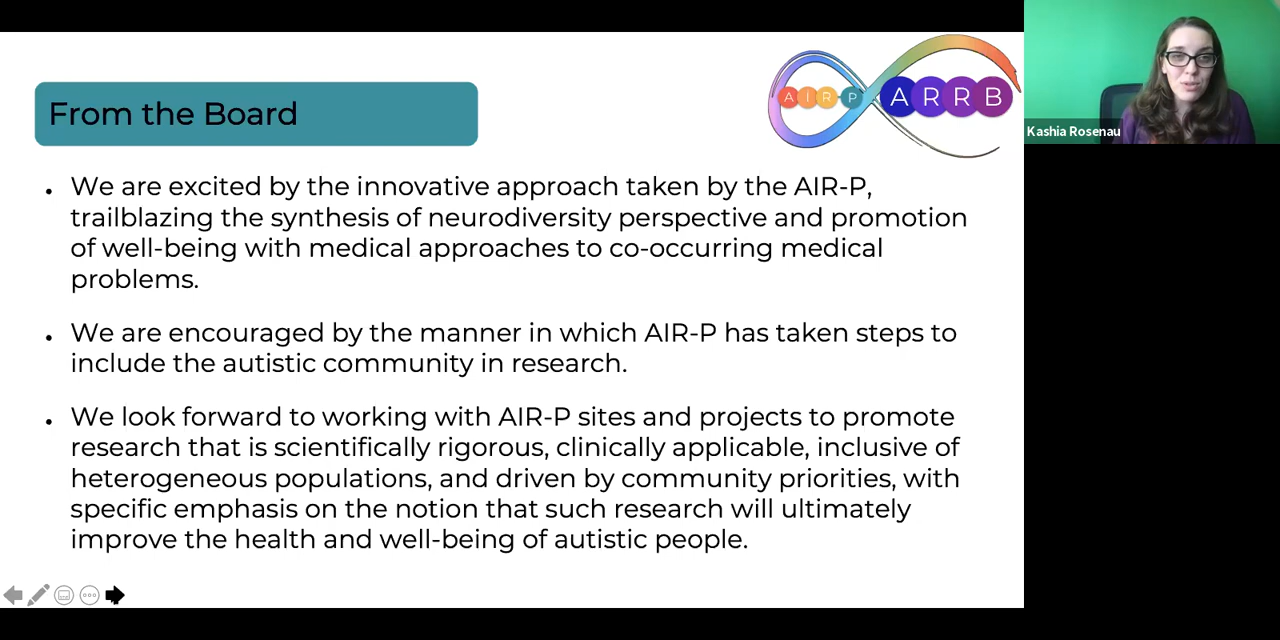 From the Board
AIRP ARRB
Kashia Rosenau
• We are excited by the innovative approach taken by the AIR-P,
trailblazing the synthesis of neurodiversity perspective and promotion
of well-being with medical approaches to co-occurring medical
problems.
• We are encouraged by the manner in which AIR-P has taken steps to
include the autistic community in research.
• We look forward to working with AIR-P sites and projects to promote
research that is scientifically rigorous, clinically applicable, inclusive of
heterogeneous populations, and driven by community priorities, with
specific emphasis on the notion that such research will ultimately
improve the health and well-being of autistic people.